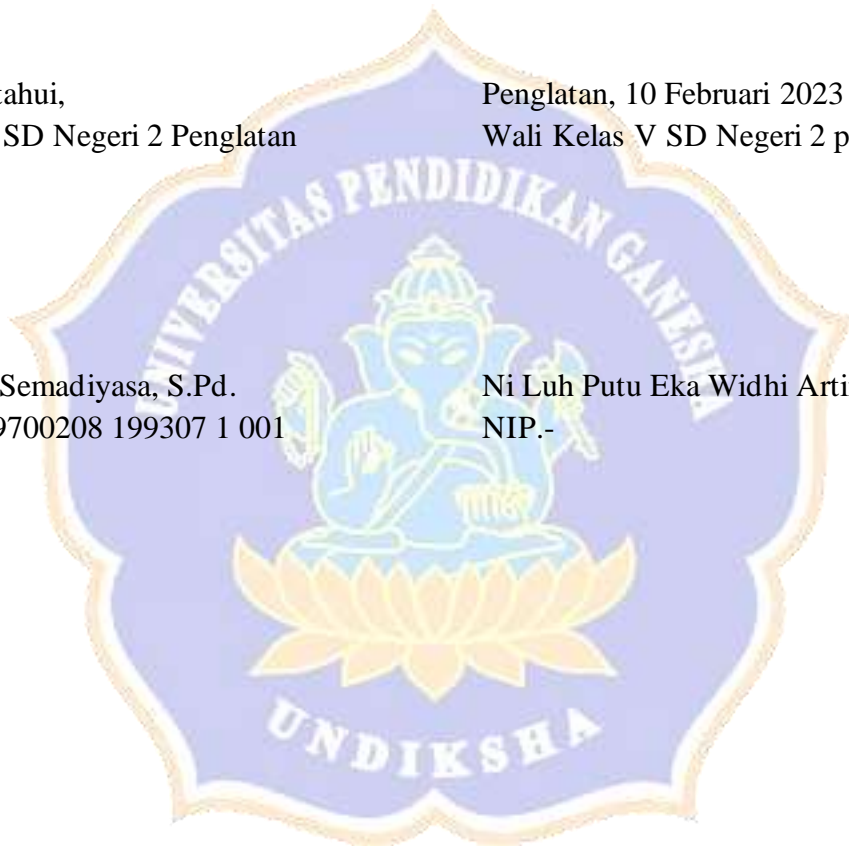 tahui,
SD Negeri 2 Penglatan
Semadiyasa, S.Pd.
9700208 199307 1 001
Penglatan, 10 Februari 2023
Wali Kelas V SD Negeri 2 p
Ni Luh Putu Eka Widhi Arti
NIP.-
UNIVERSITAS PENDIDIKAN GANESHA
UNDIKSHA